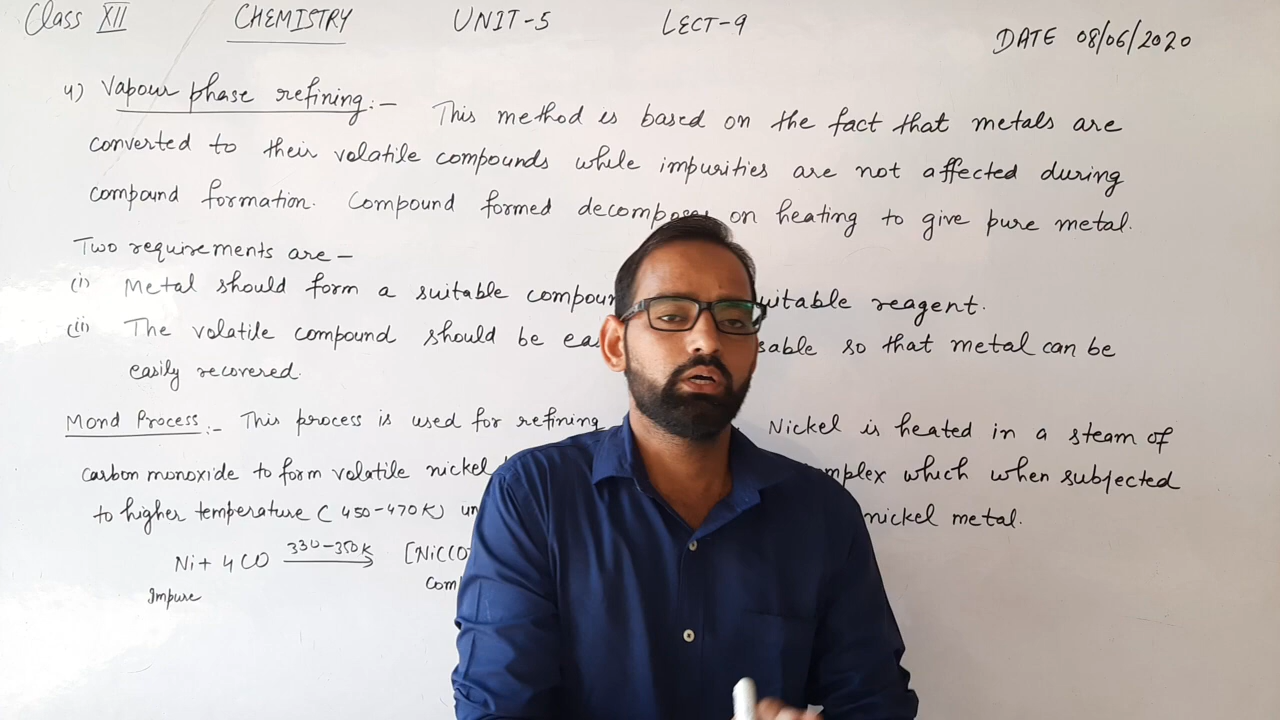 Class XII CHEMISTRY UNIT-5 LECT-9
DATE 08/06/2020
4) Vapour phase refining:- This method is based on the fact that metals are
converted to their volatile compounds while impurities are not affected during
compound formation. Compound formed decomposes on heating to give pure metal.
Two requirements are -
(i) Metal should form a suitable compoun uitable reagent.
(ii) The volatile compound should be eas sable so that metal can be
easily recovered.
Mond Process:- This process is used for refining Nickel is heated in a steam of
carbon monoxide to form volatile nickel mplex which when subjected
to higher temperature (450-470K) un nickel metal.
Ni + 4CO 330-350K [Ni(CO
Impure Com